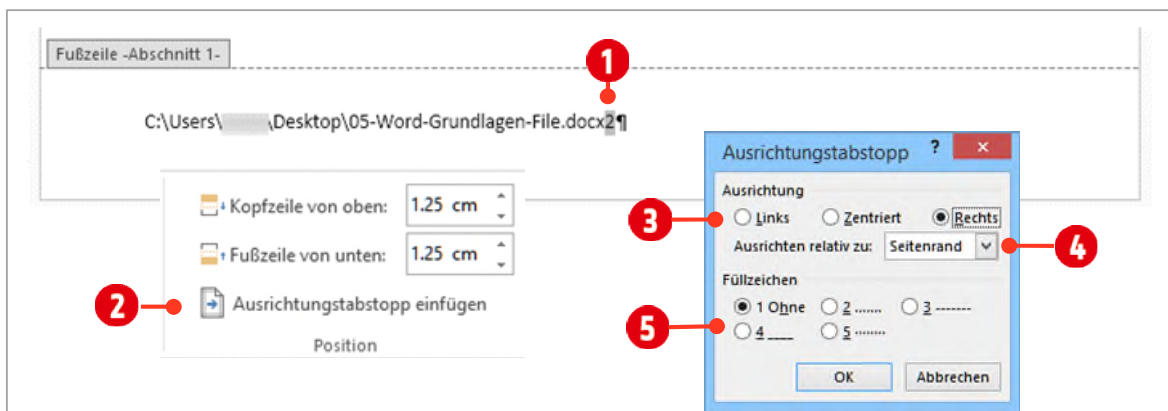 Fußzeile -Abschnitt 1-
1
C:\Users\ \Desktop\05-Word-Grundlagen-File.docx2¶
Kopfzeile von oben: 1.25 cm
Fußzeile von unten: 1.25 cm
2 Ausrichtungstabstopp einfügen
Position
Ausrichtungstabstopp ? ×
Ausrichtung
3 Links Zentriert Rechts
Ausrichten relativ zu: Seitenrand 4
Füllzeichen
5 1 Ohne 2 ....... 3 -------
4 ___ 5 ········
OK Abbrechen